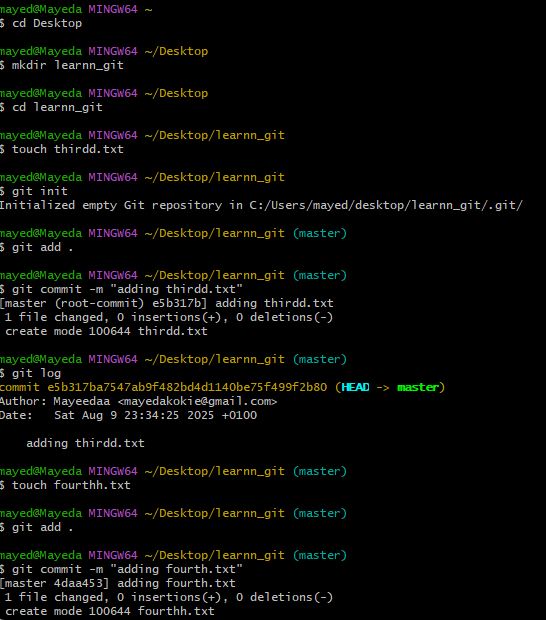 mayed@Mayeda MINGW64 ~
$ cd Desktop
mayed@Mayeda MINGW64 ~/Desktop
$ mkdir learnn_git
mayed@Mayeda MINGW64 ~/Desktop
$ cd learnn_git
mayed@Mayeda MINGW64 ~/Desktop/learnn_git
$ touch thirdd.txt
mayed@Mayeda MINGW64 ~/Desktop/learnn_git
$ git init
Initialized empty Git repository in C:/Users/mayed/desktop/learnn_git/.git/
mayed@Mayeda MINGW64 ~/Desktop/learnn_git (master)
$ git add .
mayed@Mayeda MINGW64 ~/Desktop/learnn_git (master)
$ git commit -m "adding thirdd.txt"
[master (root-commit) e5b317b] adding thirdd.txt
1 file changed, 0 insertions(+), 0 deletions(-)
create mode 100644 thirdd.txt
mayed@Mayeda MINGW64 ~/Desktop/learnn_git (master)
$ git log
commit e5b317ba7547ab9f482bd4d1140be75f499f2b80 (HEAD -> master)
Author: Mayeedaa <mayedakokie@gmail.com>
Date:   Sat Aug 9 23:34:25 2025 +0100
adding thirdd.txt
mayed@Mayeda MINGW64 ~/Desktop/learnn_git (master)
$ touch fourthh.txt
mayed@Mayeda MINGW64 ~/Desktop/learnn_git (master)
$ git add .
mayed@Mayeda MINGW64 ~/Desktop/learnn_git (master)
$ git commit -m "adding fourth.txt"
[master 4daa453] adding fourth.txt
1 file changed, 0 insertions(+), 0 deletions(-)
create mode 100644 fourthh.txt